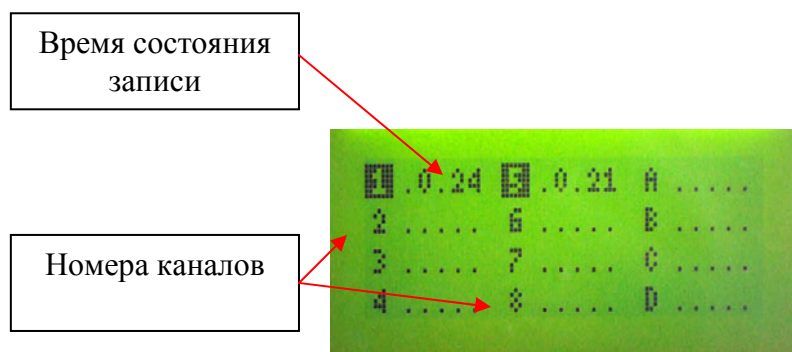 Время состояния
записи
1 .0.24 5 .0.21 A .....
2 ..... 6 ..... B .....
3 ..... 7 ..... C .....
4 ..... 8 ..... D .....
Номера каналов